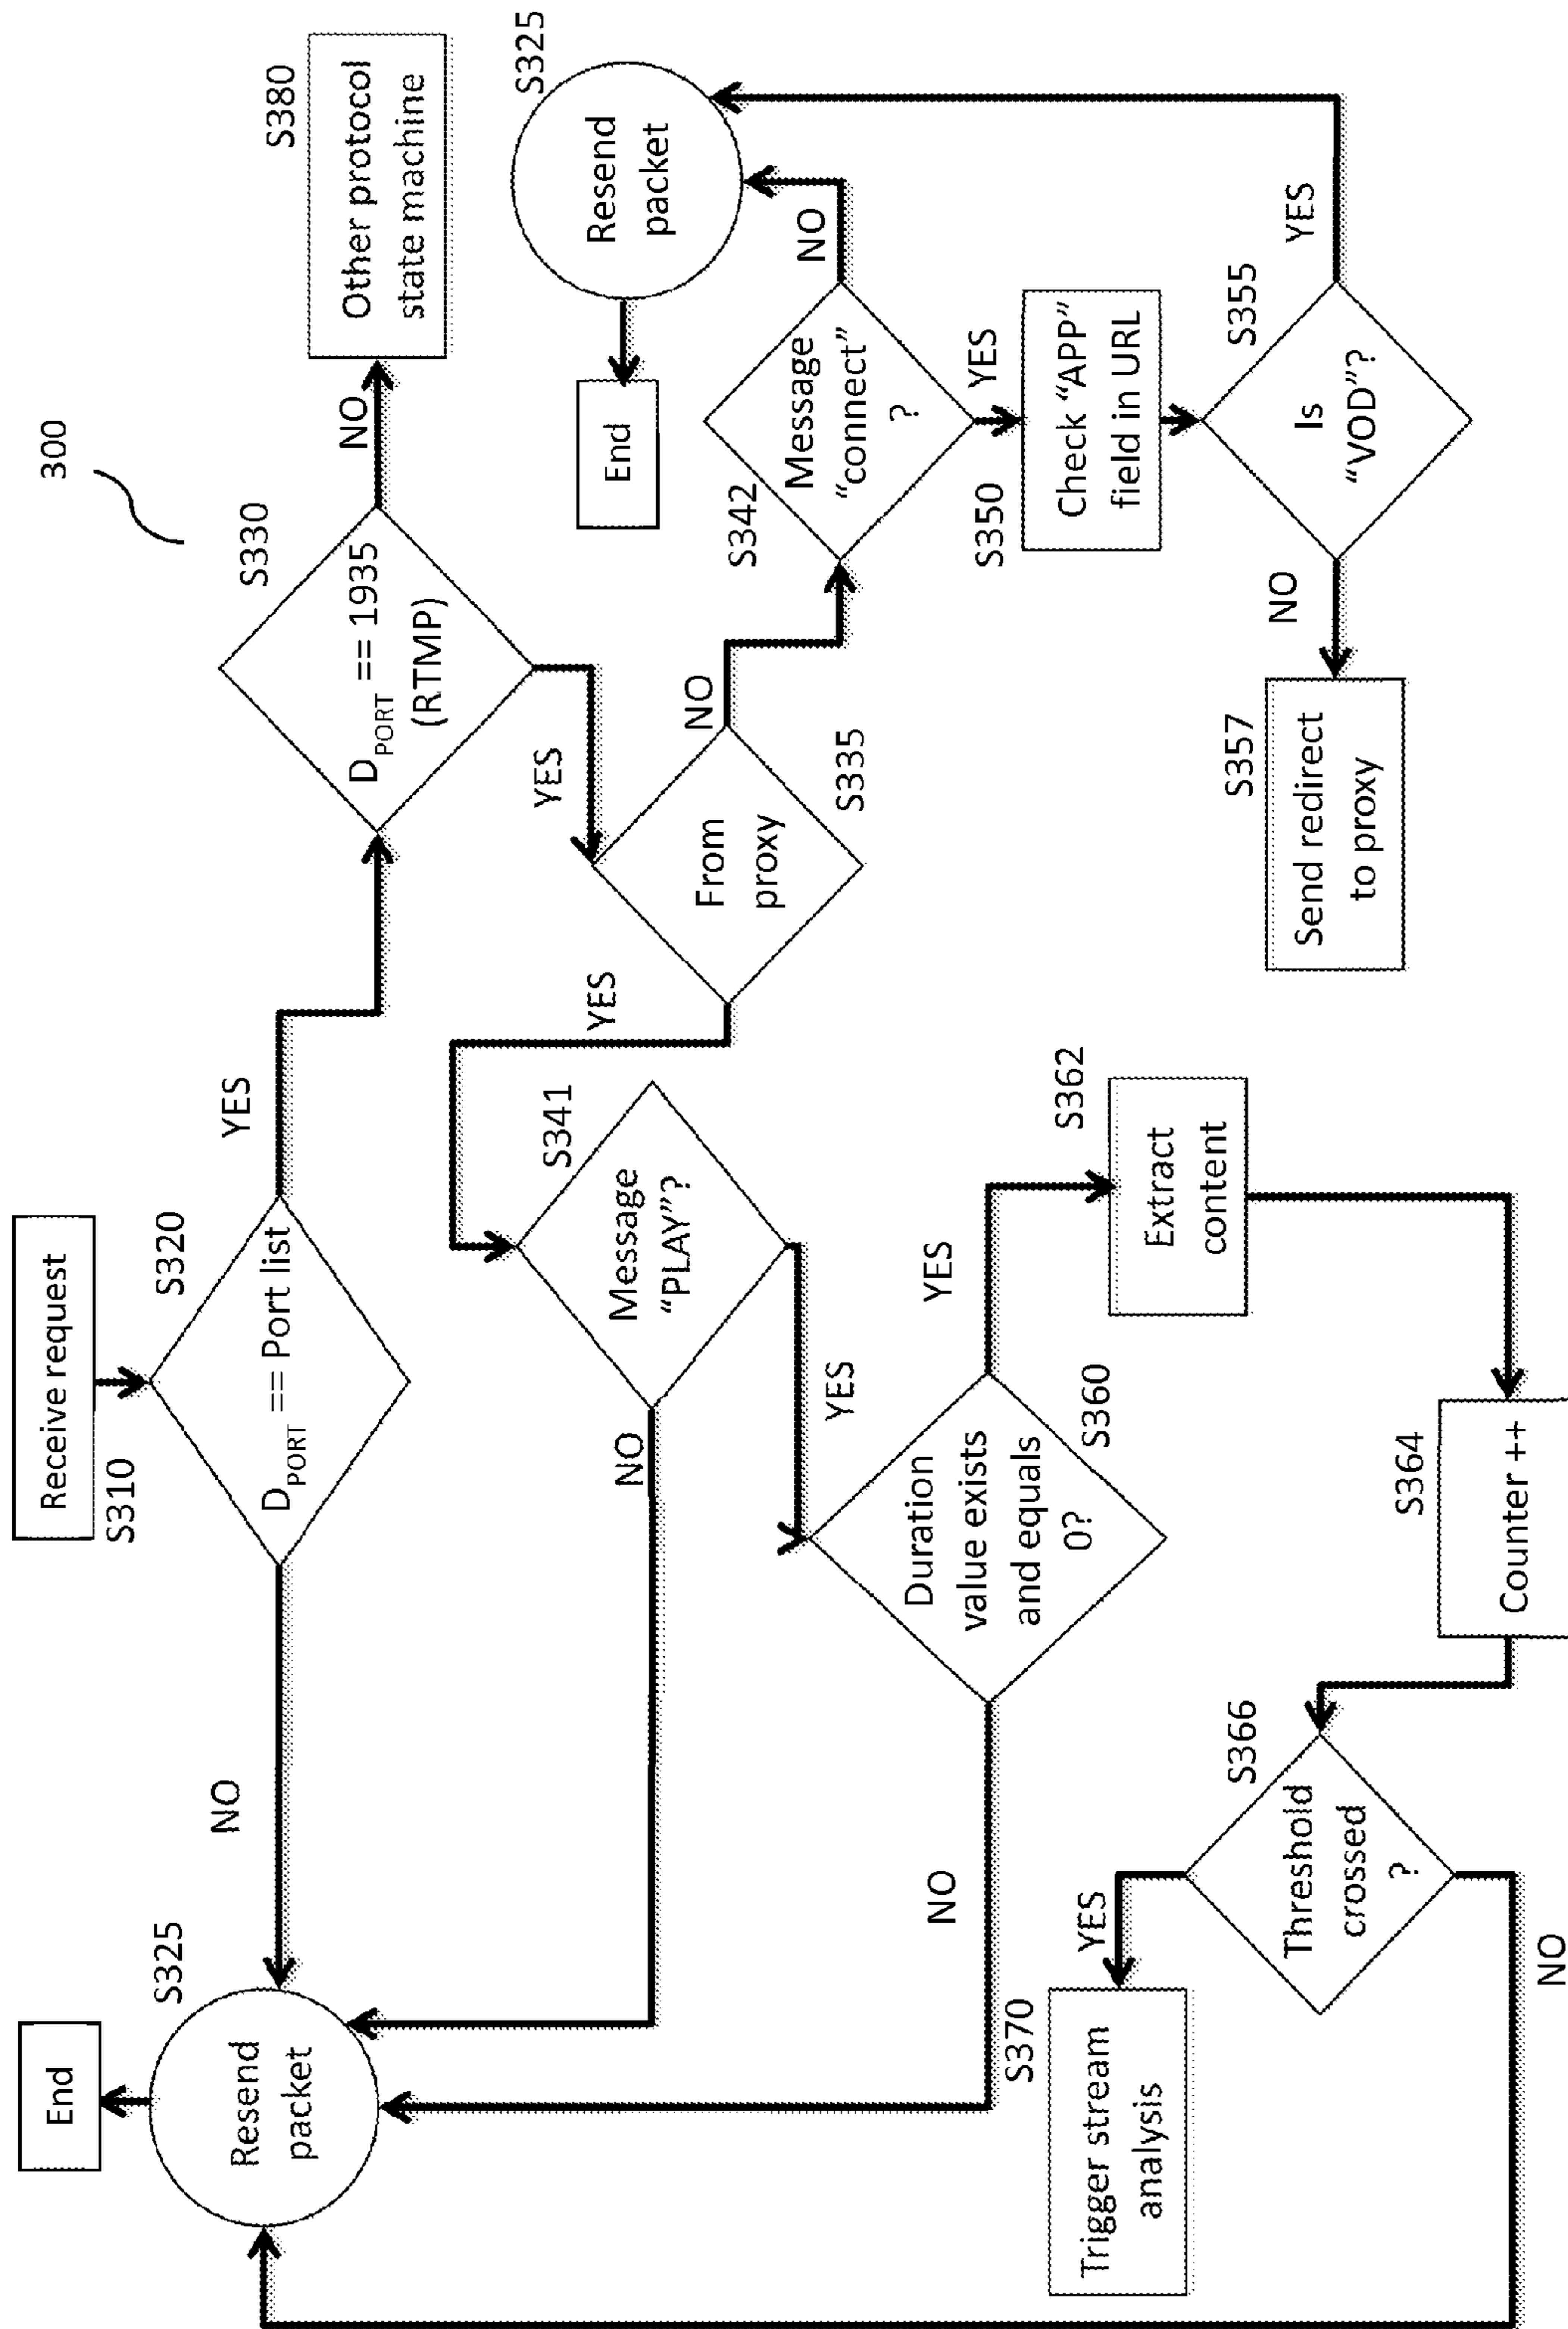 300
Receive request
S310
S320
D_PORT == Port list
YES
NO
End
S325
Resend
packet
S330
D_PORT == 1935
(RTMP)
NO
S380
Other protocol
state machine
YES
From
proxy
S335
YES
NO
S341
Message
"PLAY"?
NO
YES
S342
Message
"connect"
?
NO
YES
S325
Resend
packet
End
S350
Check "APP"
field in URL
S355
Is
"VOD"?
YES
NO
S357
Send redirect
to proxy
Duration
value exists
and equals
0?
S360
YES
NO
S362
Extract
content
S364
Counter ++
S366
Threshold
crossed
?
YES
NO
S370
Trigger stream
analysis